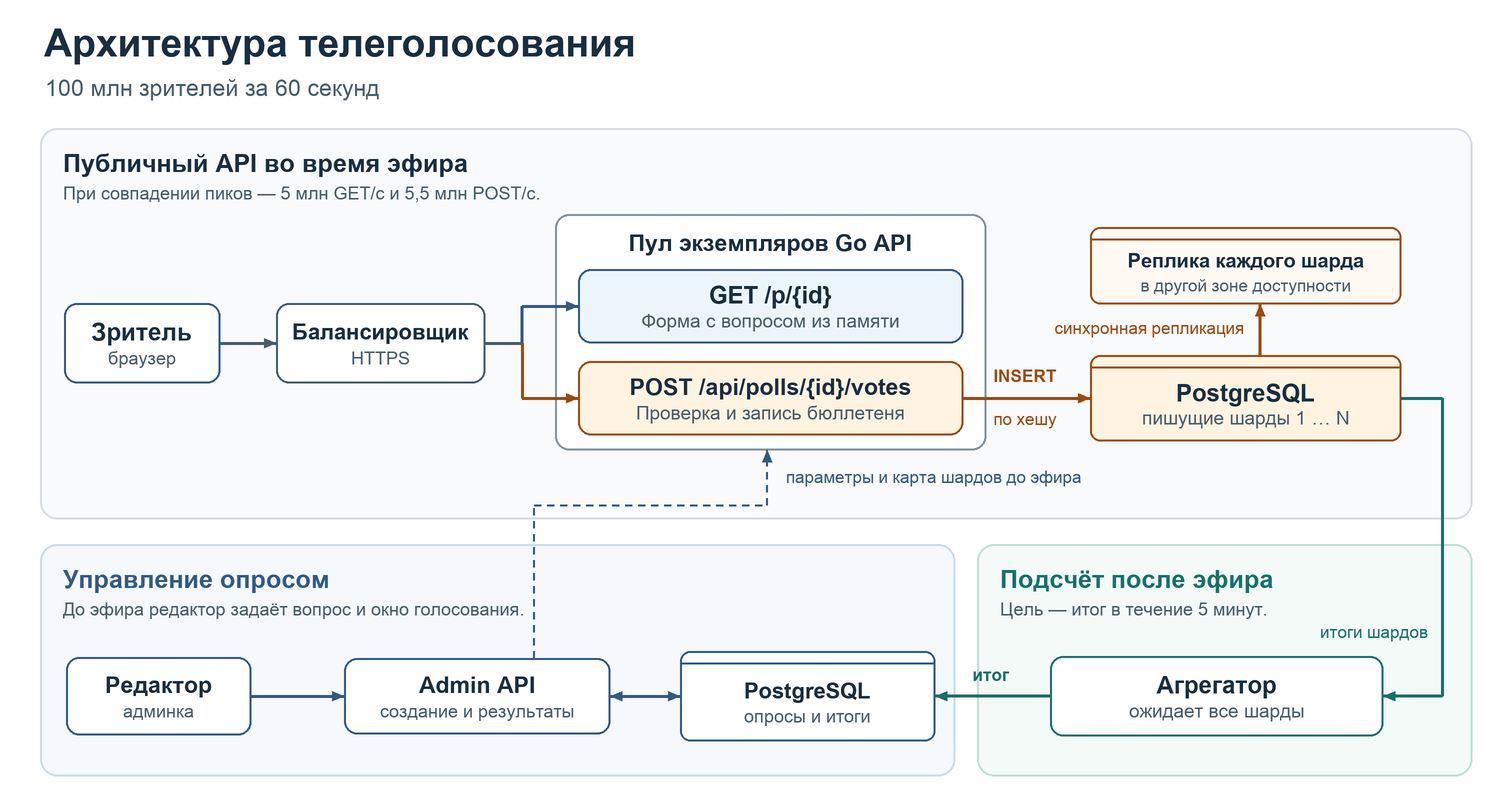 Архитектура телеголосования
100 млн зрителей за 60 секунд
Публичный API во время эфира
При совпадении пиков — 5 млн GET/с и 5,5 млн POST/с.
Зритель
браузер
Балансировщик
HTTPS
Пул экземпляров Go API
GET /p/{id}
Форма с вопросом из памяти
POST /api/polls/{id}/votes
Проверка и запись бюллетеня
INSERT
по хешу
Реплика каждого шарда
в другой зоне доступности
синхронная репликация
PostgreSQL
пишущие шарды 1 … N
параметры и карта шардов до эфира
Управление опросом
До эфира редактор задаёт вопрос и окно голосования.
Редактор
админка
Admin API
создание и результаты
PostgreSQL
опросы и итоги
Подсчёт после эфира
Цель — итог в течение 5 минут.
итоги шардов
итог
Агрегатор
ожидает все шарды